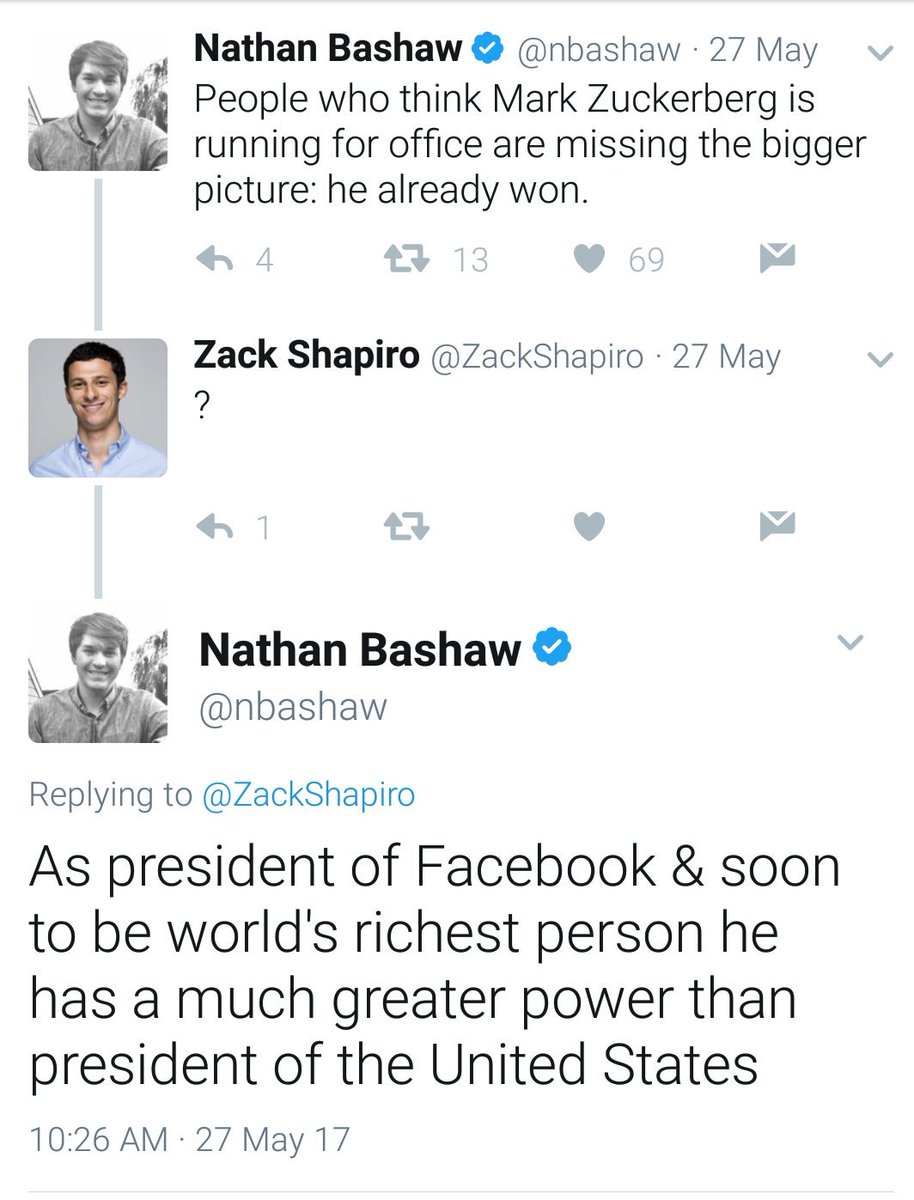 Nathan Bashaw @nbashaw · 27 May
People who think Mark Zuckerberg is
running for office are missing the bigger
picture: he already won.
4 13 69
Zack Shapiro @ZackShapiro · 27 May
?
1
Nathan Bashaw
@nbashaw
Replying to @ZackShapiro
As president of Facebook & soon
to be world's richest person he
has a much greater power than
president of the United States
10:26 AM · 27 May 17